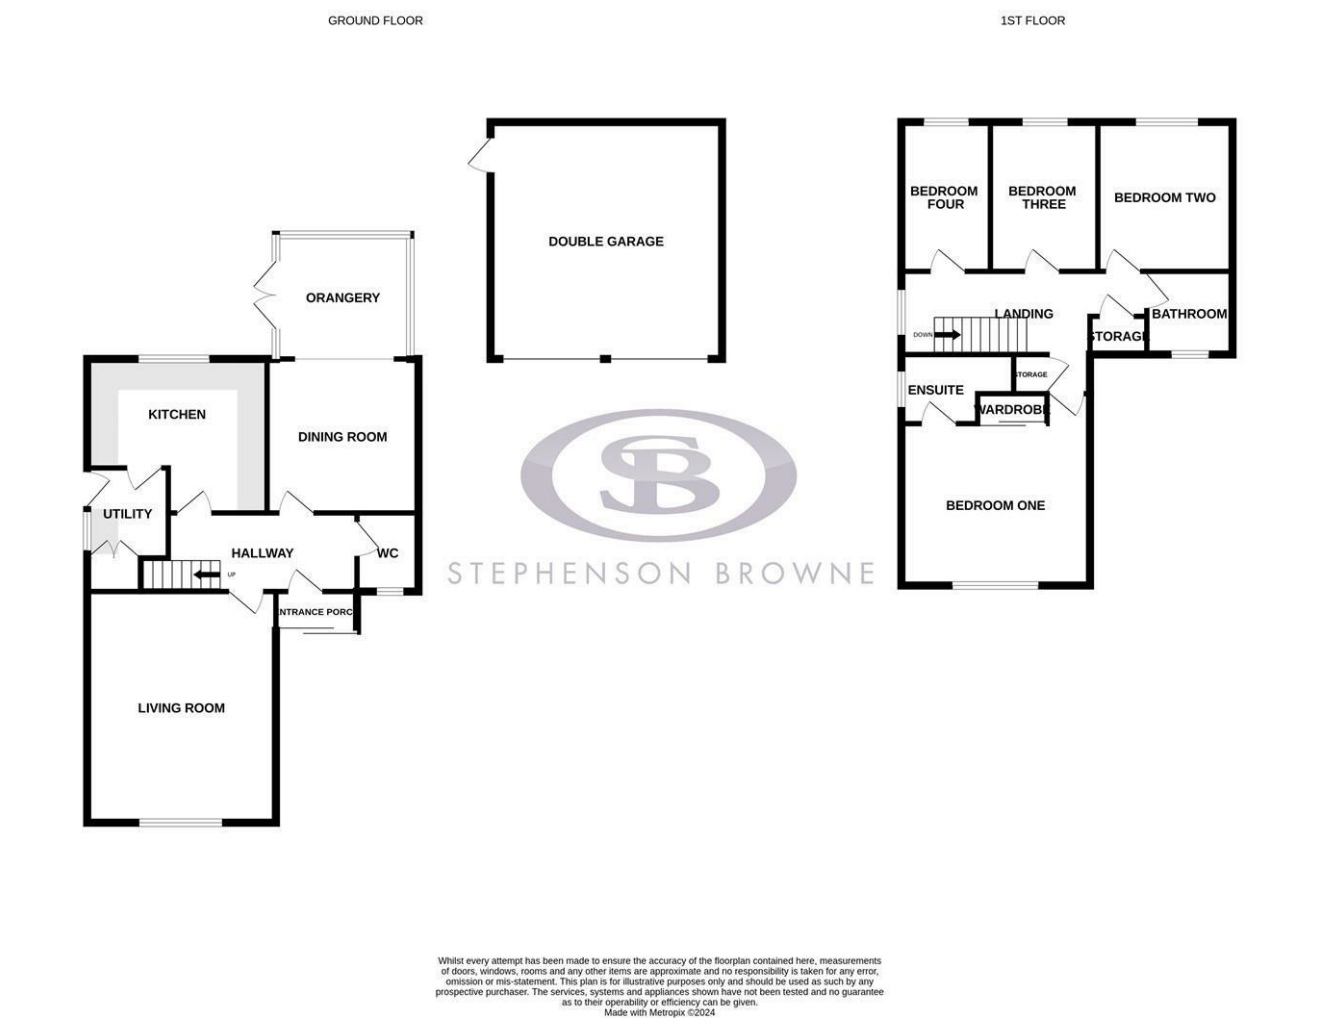 GROUND FLOOR
1ST FLOOR
DOUBLE GARAGE
ORANGERY
KITCHEN
DINING ROOM
UTILITY
HALLWAY
WC
UP
ENTRANCE PORC
LIVING ROOM
BEDROOM
FOUR
BEDROOM
THREE
BEDROOM TWO
LANDING
DOWN
BATHROOM
STORAGE
STORAGE
ENSUITE
WARDROBE
BEDROOM ONE
SB
STEPHENSON BROWNE
Whilst every attempt has been made to ensure the accuracy of the floorplan contained here, measurements
of doors, windows, rooms and any other items are approximate and no responsibility is taken for any error,
omission or mis-statement. This plan is for illustrative purposes only and should be used as such by any
prospective purchaser. The services, systems and appliances shown have not been tested and no guarantee
as to their operability or efficiency can be given.
Made with Metropix ©2024